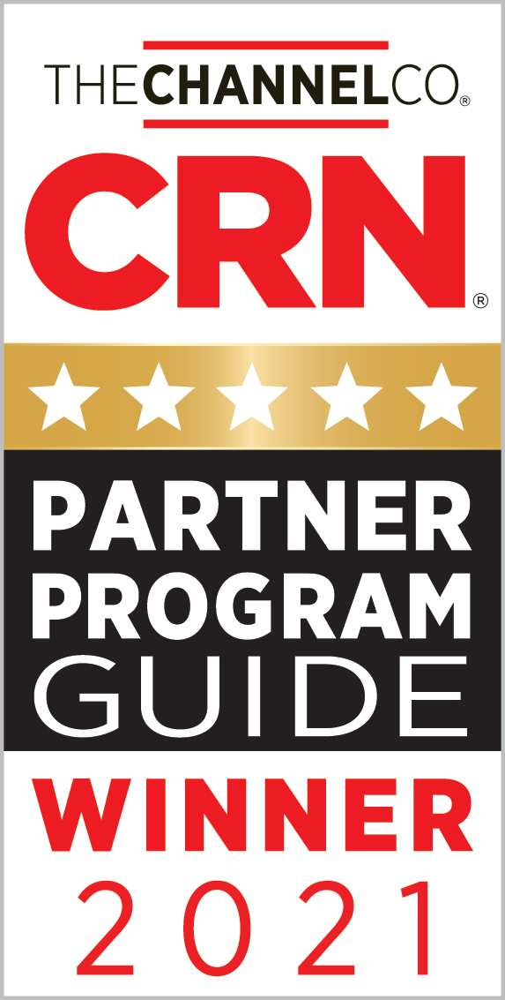 THECHANNELCO®
CRN®
PARTNER
PROGRAM
GUIDE
WINNER
2021